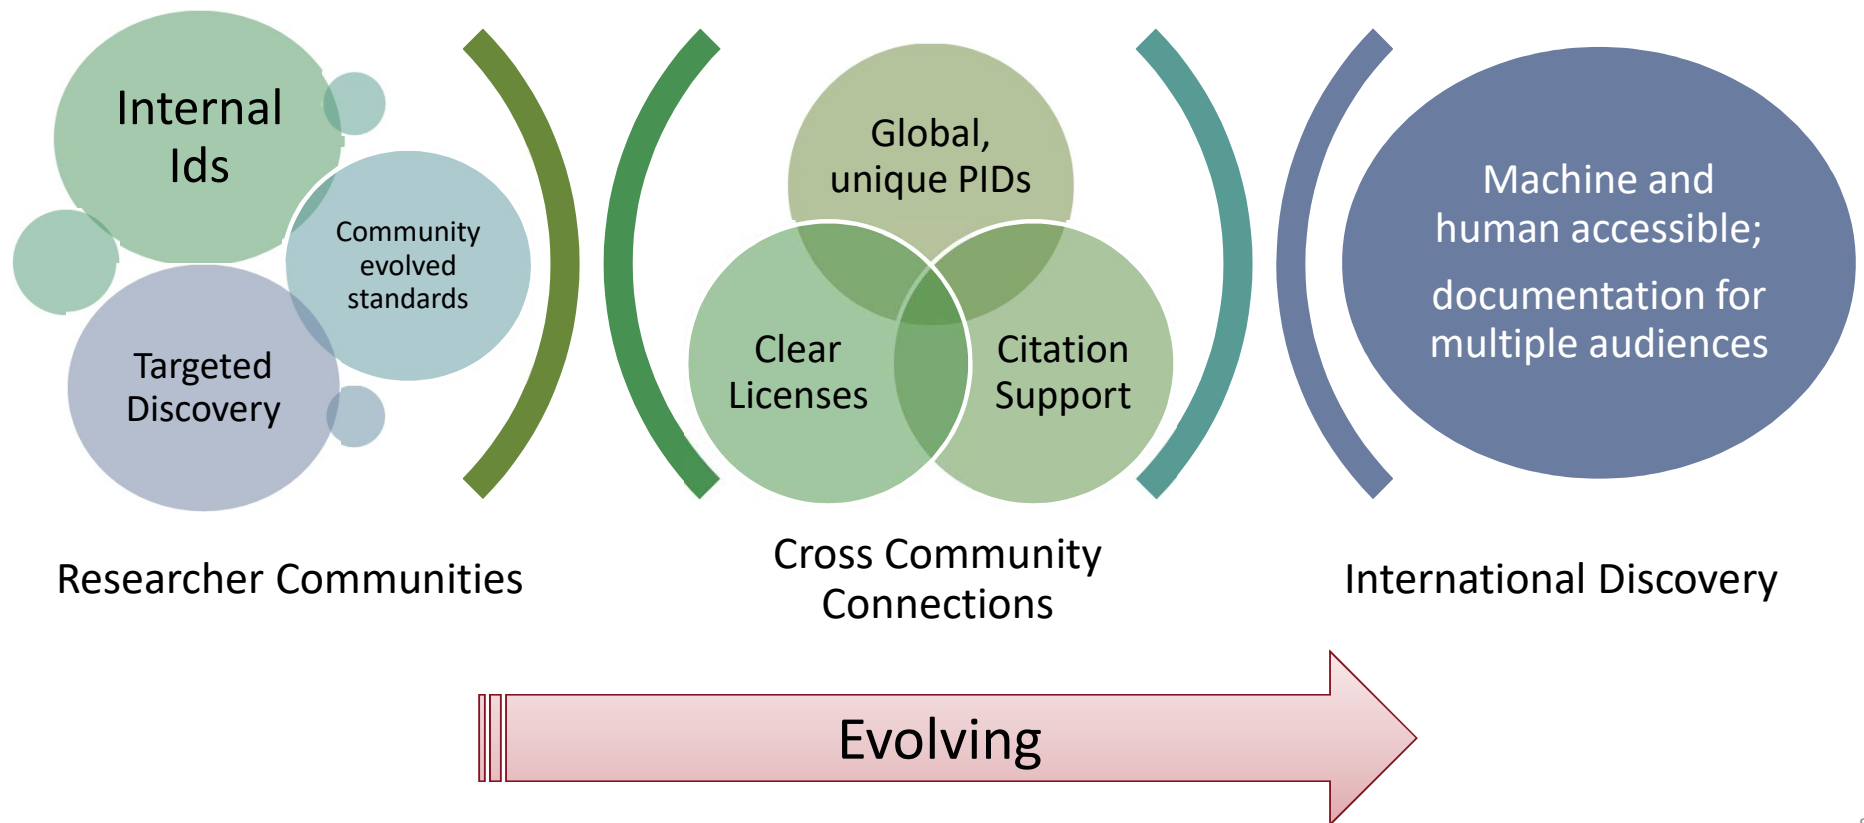 Internal
Ids
Community
evolved
standards
Targeted
Discovery
Researcher Communities
Global,
unique PIDs
Clear
Licenses
Citation
Support
Cross Community
Connections
Machine and
human accessible;
documentation for
multiple audiences
International Discovery
Evolving